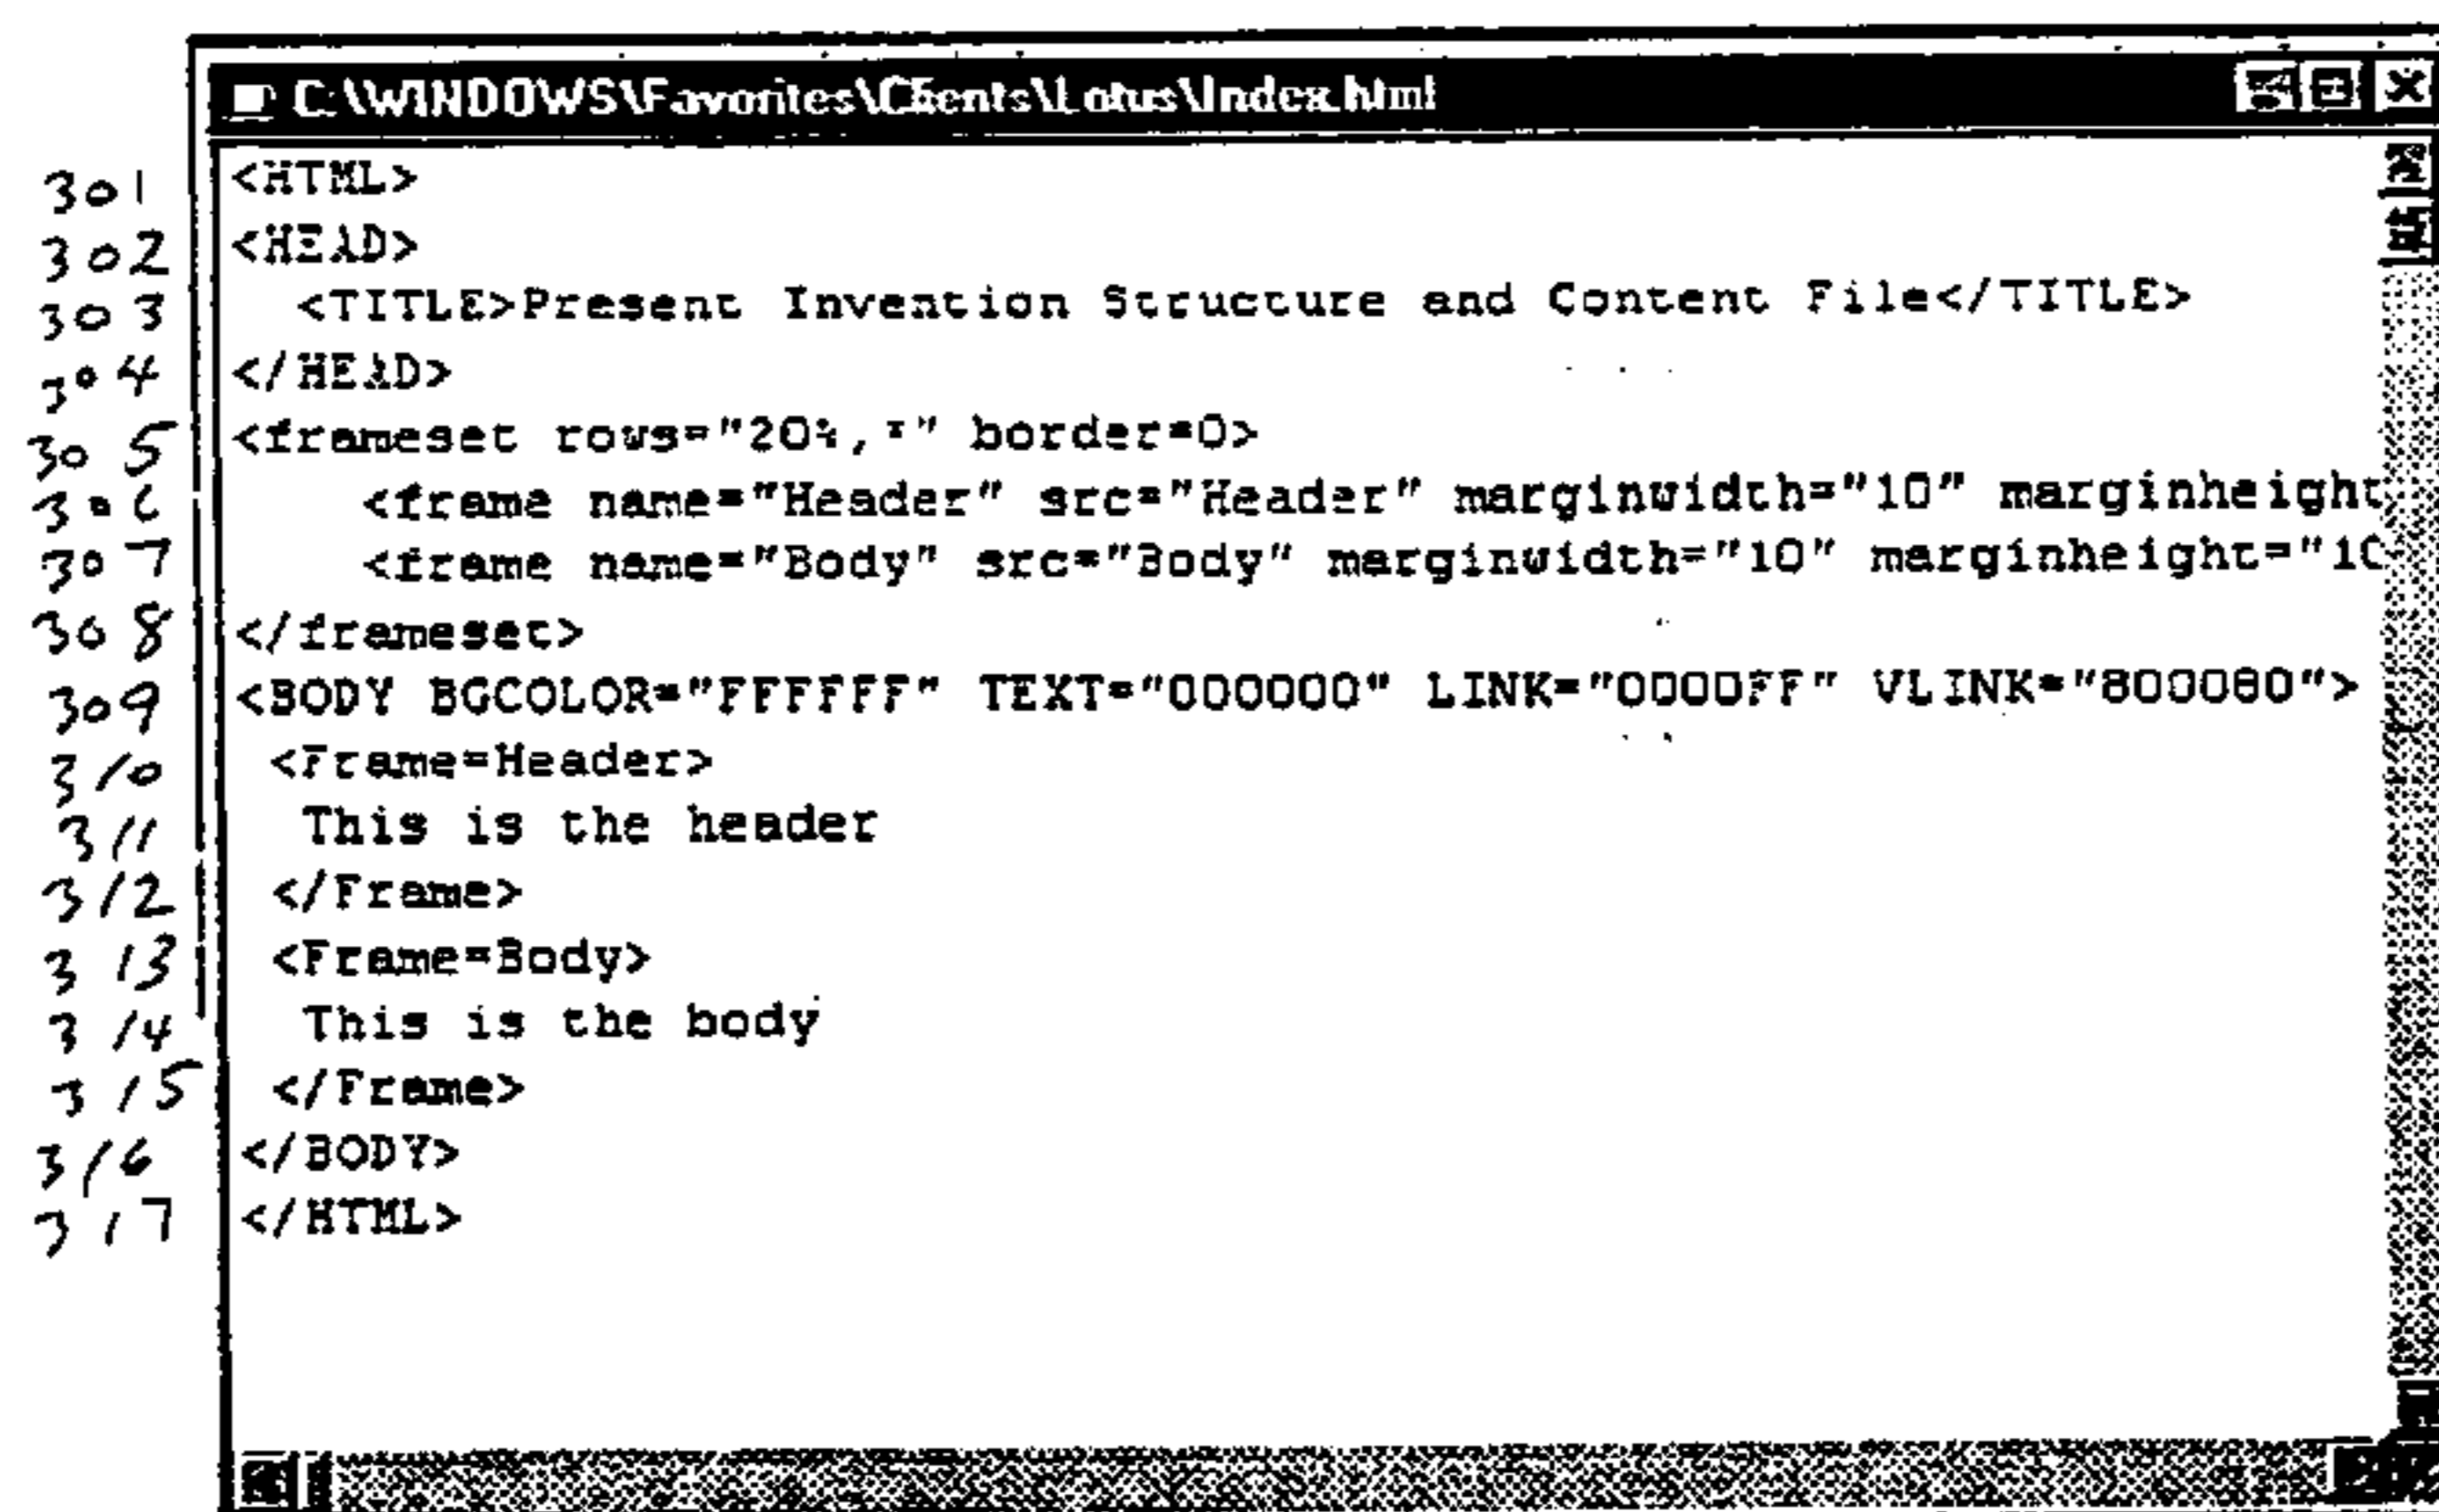 C:\WINDOWS\Favorites\Clients\Lotus\Index.html
301 <HTML>
302 <HEAD>
303 <TITLE>Present Invention Structure and Content File</TITLE>
304 </HEAD>
305 <frameset rows="20%,*" border=0>
306 <frame name="Header" src="Header" marginwidth="10" marginheight
307 <frame name="Body" src="Body" marginwidth="10" marginheight="10
308 </frameset>
309 <BODY BGCOLOR="FFFFFF" TEXT="000000" LINK="0000FF" VLINK="800080">
310 <Frame=Header>
311 This is the header
312 </Frame>
313 <Frame=Body>
314 This is the body
315 </Frame>
316 </BODY>
317 </HTML>